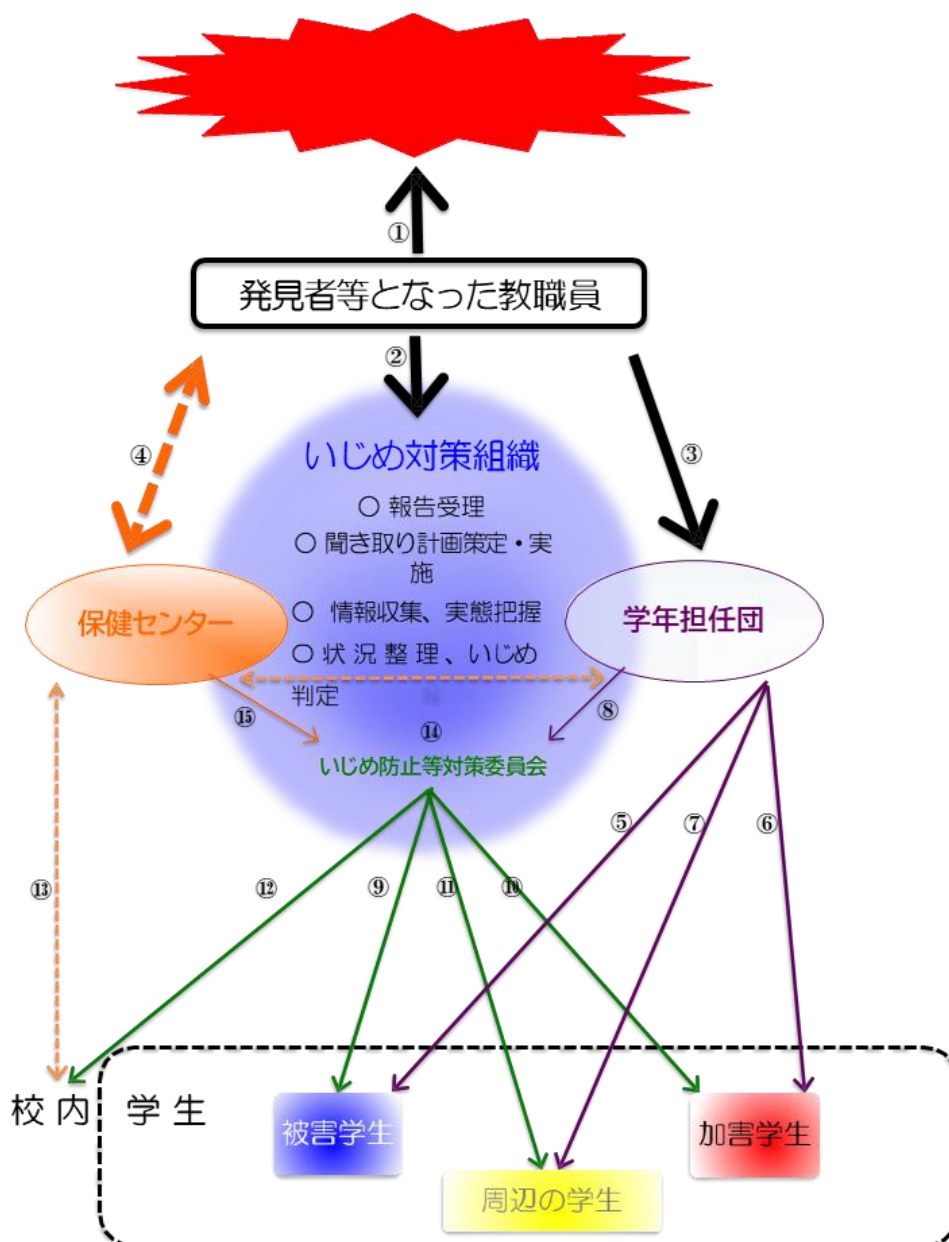 ①
発見者等となった教職員
②
③
④
いじめ対策組織
○ 報告受理
○ 聞き取り計画策定・実
施
○ 情報収集、実態把握
○ 状 況 整 理 、い じ め
判定
保健センター
学年担任団
⑮
⑧
⑭
いじめ防止等対策委員会
⑤
⑦
⑥
⑬
⑫
⑨
⑪
⑩
校 内
学 生
被害学生
加害学生
周辺の学生